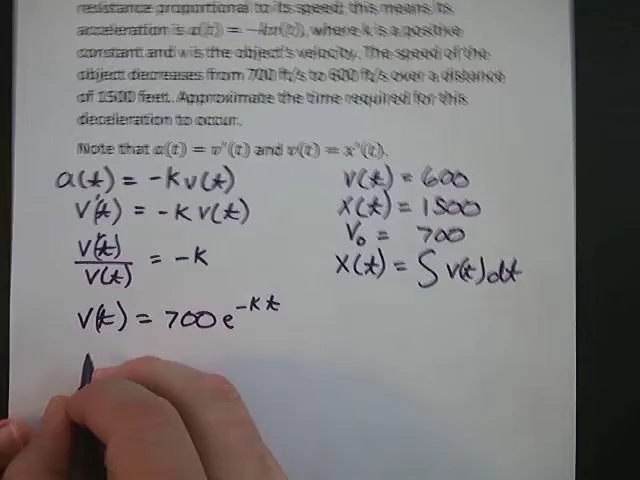 resistance proportional to its speed; this means its
acceleration is a(t) = -kv(t), where k is a positive
constant and v is the object's velocity. The speed of the
object decreases from 700 ft/s to 600 ft/s over a distance
of 1500 feet. Approximate the time required for this
deceleration to occur.
Note that a(t) = v'(t) and v(t) = x'(t).
a(t) = -k v(t)
v'(t) = -k v(t)
v'(t)/v(t) = -k
v(t) = 700e^-kt
v(t) = 600
x(t) = 1500
v₀ = 700
x(t) = ∫ v(t)dt